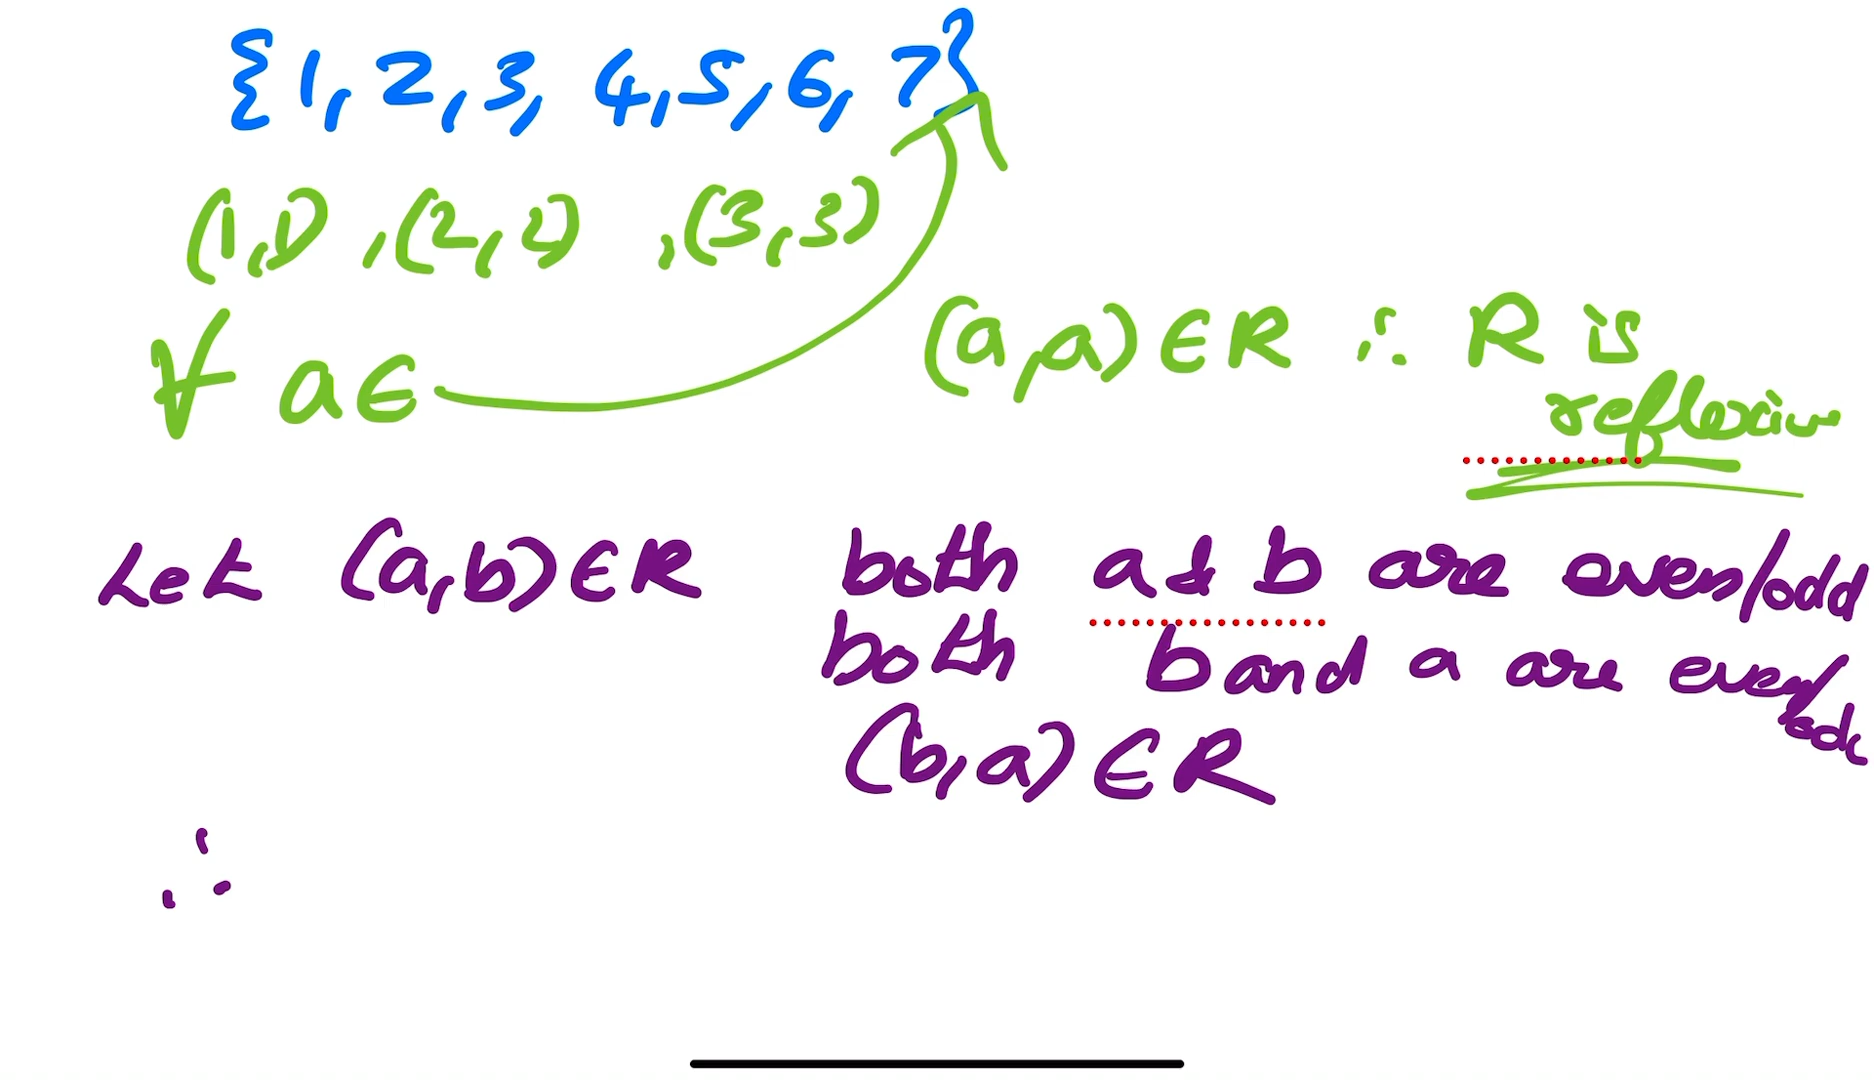 {1, 2, 3, 4, 5, 6, 7}
(1,1) ,(2,2) ,(3,3)
∀ a∈ (a,a) ∈R ∴ R is
reflexive
Let (a,b)∈R both a & b are even/odd
both b and a are even/odd
(b,a)∈R
∴